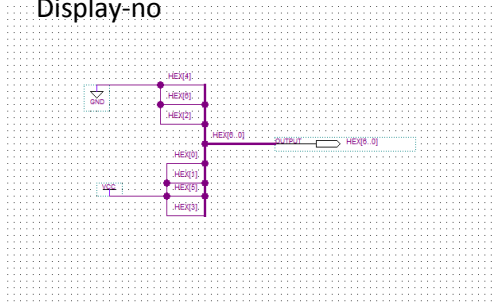 Display-no
HEX[4].
GND
HEX[6].
HEX[2].
HEX[6..0]
OUTPUT
HEX[6..0]
HEX[0].
HEX[1].
VCC
HEX[5].
HEX[3].